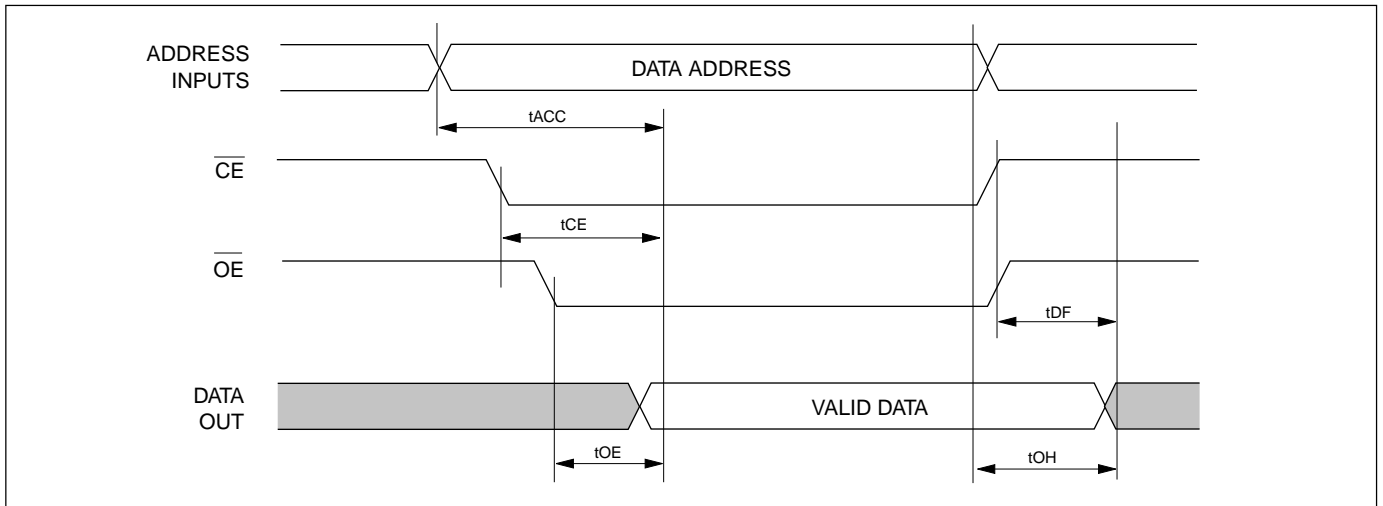 ADDRESS
INPUTS
DATA ADDRESS
tACC
CE
tCE
OE
tDF
DATA
OUT
VALID DATA
tOE
tOH